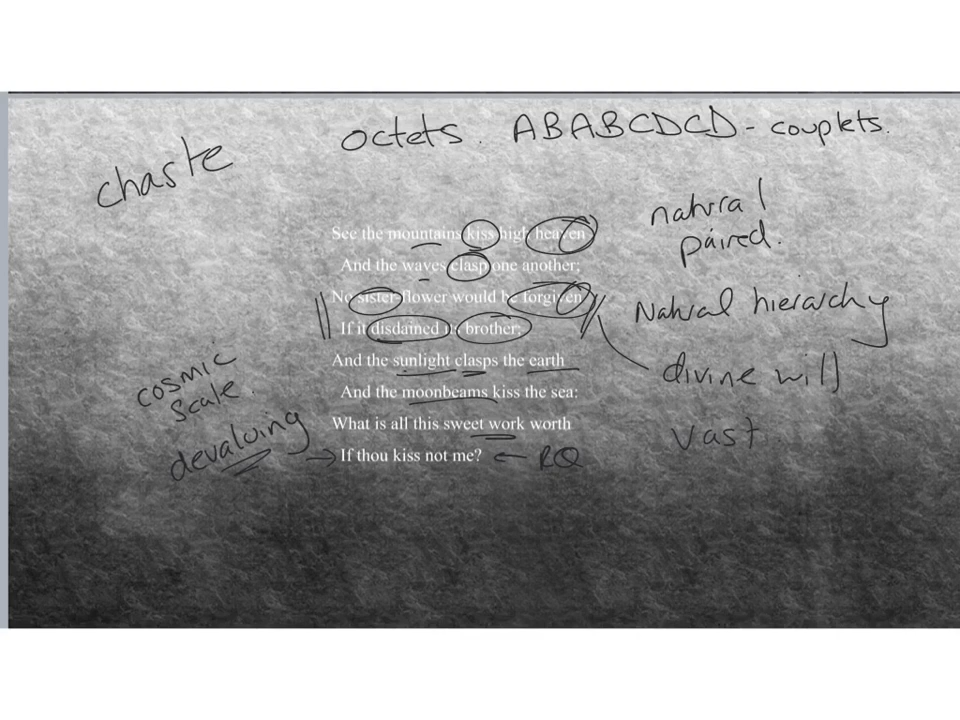 octets. ABABCDCD - couplets.
chaste
natural
paired.
See the mountains kiss high heaven
And the waves clasp one another;
No sister-flower would be forgiven
If it disdained its brother;
And the sunlight clasps the earth
And the moonbeams kiss the sea:
What is all this sweet work worth
If thou kiss not me? ← RQ
Natural hierarchy
divine will
vast.
cosmic
scale.
devaluing →